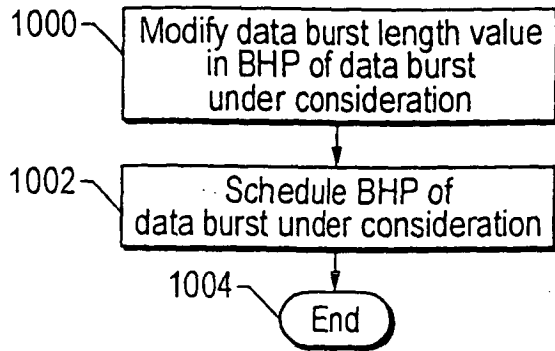 1000
Modify data burst length value
in BHP of data burst
under consideration
1002
Schedule BHP of
data burst under consideration
1004
End